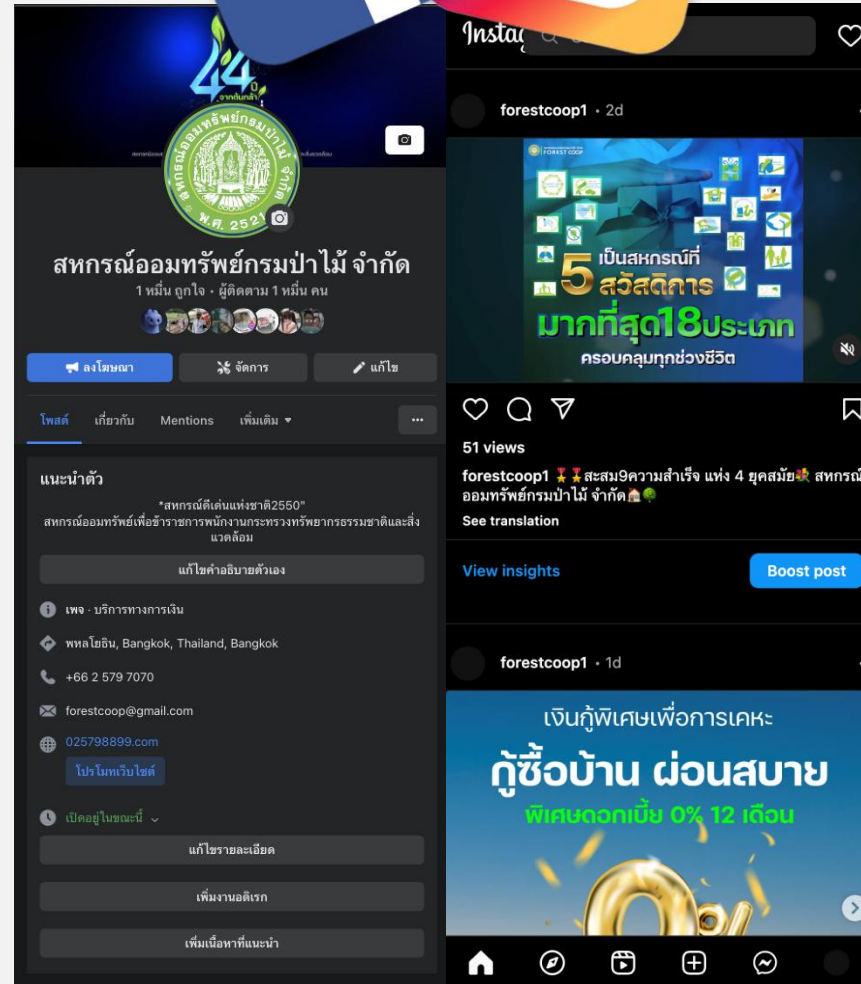 44 ปี
จากต้นกล้า
สหกรณ์ออมทรัพย์กรมป่าไม้ จำกัด
พ.ศ. 2521
สหกรณ์ออมทรัพย์กรมป่าไม้ จำกัด
1 หมื่น ถูกใจ • ผู้ติดตาม 1 หมื่น คน
ลงโฆษณา
จัดการ
แก้ไข
โพสต์ เกี่ยวกับ Mentions เพิ่มเติม
แนะนำตัว
"สหกรณ์ดีเด่นแห่งชาติ2550"
สหกรณ์ออมทรัพย์เพื่อข้าราชการพนักงานกระทรวงทรัพยากรธรรมชาติและสิ่ง
แวดล้อม
แก้ไขคำอธิบายตัวเอง
เพจ · บริการทางการเงิน
พหลโยธิน, Bangkok, Thailand, Bangkok
+66 2 579 7070
forestcoop@gmail.com
025798899.com
โปรโมทเว็บไซต์
เปิดอยู่ในขณะนี้
แก้ไขรายละเอียด
เพิ่มงานอดิเรก
เพิ่มเนื้อหาที่แนะนำ
forestcoop1 • 2d
FOREST COOP
5 เป็นสหกรณ์ที่
สวัสดิการ
มากที่สุด18ประเภท
ครอบคลุมทุกช่วงชีวิต
51 views
forestcoop1 สะสม9ความสำเร็จ แห่ง 4 ยุคสมัย สหกรณ์
ออมทรัพย์กรมป่าไม้ จำกัด
See translation
View insights
Boost post
forestcoop1 • 1d
เงินกู้พิเศษเพื่อการเคหะ
กู้ซื้อบ้าน ผ่อนสบาย
พิเศษดอกเบี้ย 0% 12 เดือน
0%